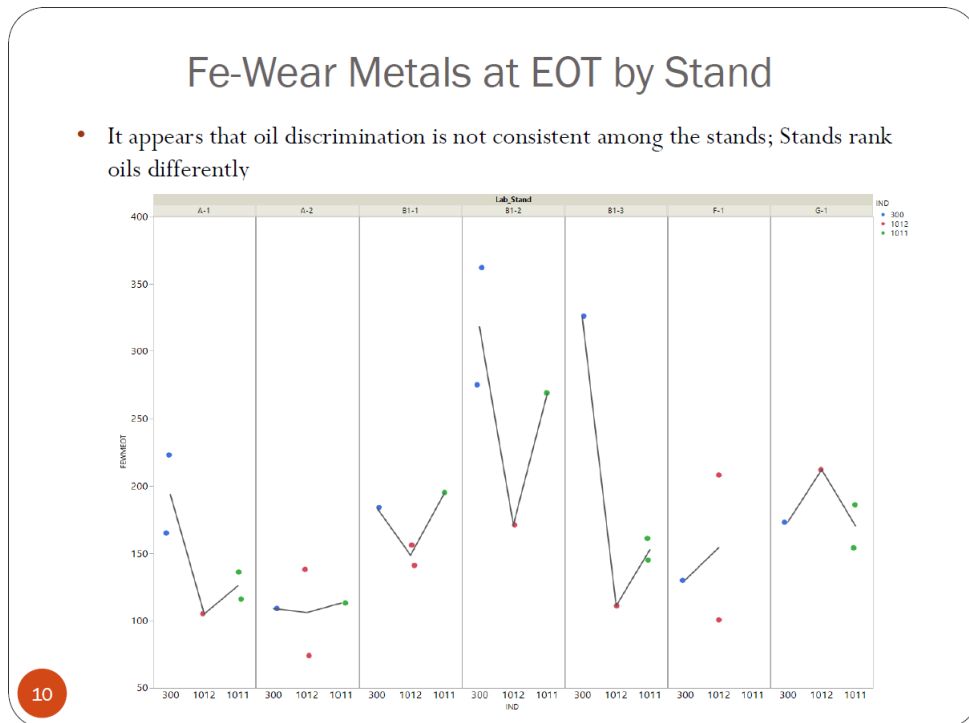 Fe-Wear Metals at EOT by Stand
• It appears that oil discrimination is not consistent among the stands; Stands rank
oils differently
Lab_Stand
A-1 A-2 B1-1 B1-2 B1-3 F-1 G-1
IND
300
1012
1011
400
350
300
250
200
150
100
50
FEWMEOT
300 1012 1011 300 1012 1011 300 1012 1011 300 1012 1011 300 1012 1011 300 1012 1011 300 1012 1011
IND
10